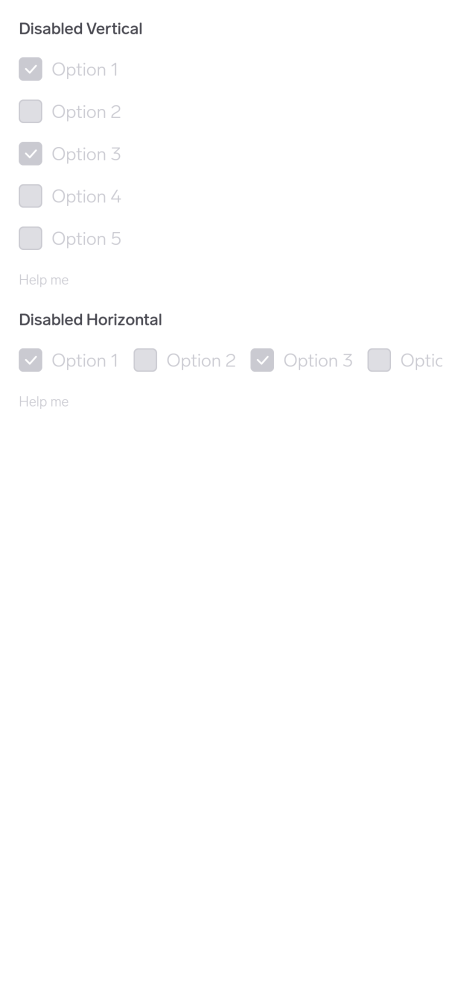 Disabled Vertical
Option 1
Option 2
Option 3
Option 4
Option 5
Help me
Disabled Horizontal
Option 1 Option 2 Option 3 Optic
Help me